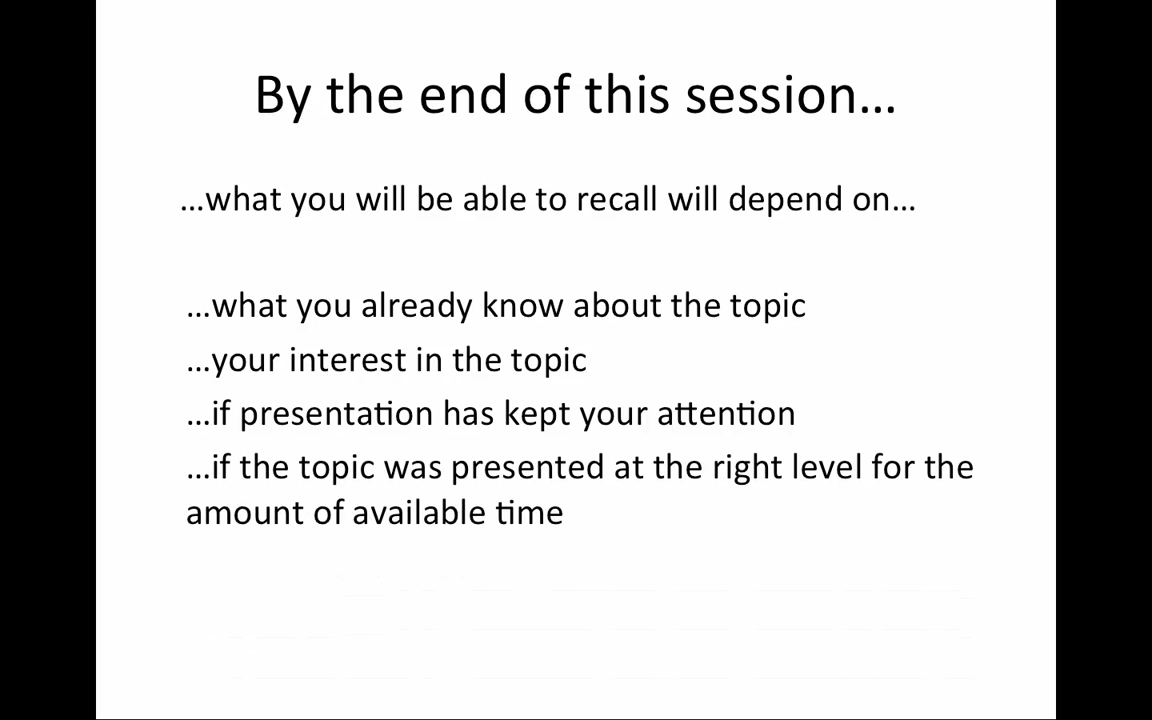 By the end of this session…
…what you will be able to recall will depend on…
…what you already know about the topic
…your interest in the topic
…if presentation has kept your attention
…if the topic was presented at the right level for the
amount of available time